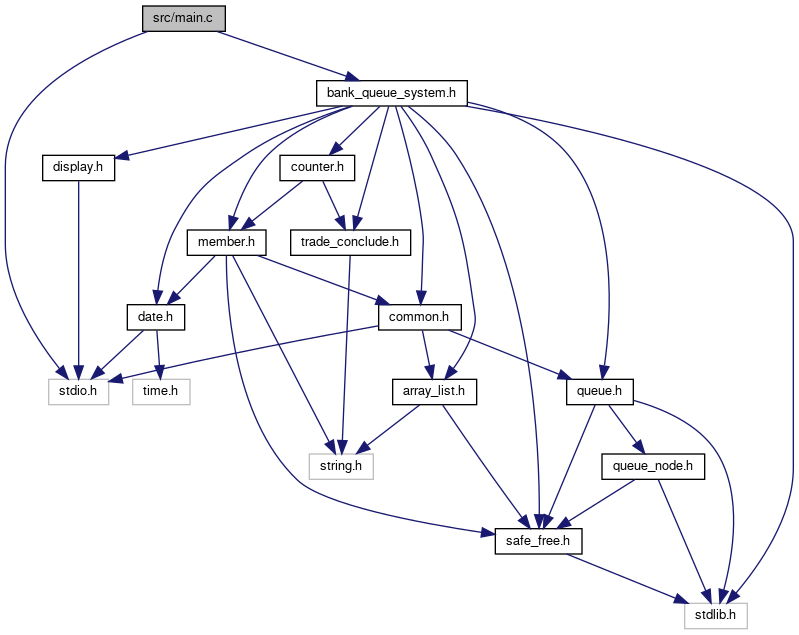 src/main.c
bank_queue_system.h
display.h
counter.h
member.h
trade_conclude.h
date.h
common.h
stdio.h
time.h
array_list.h
queue.h
string.h
queue_node.h
safe_free.h
stdlib.h